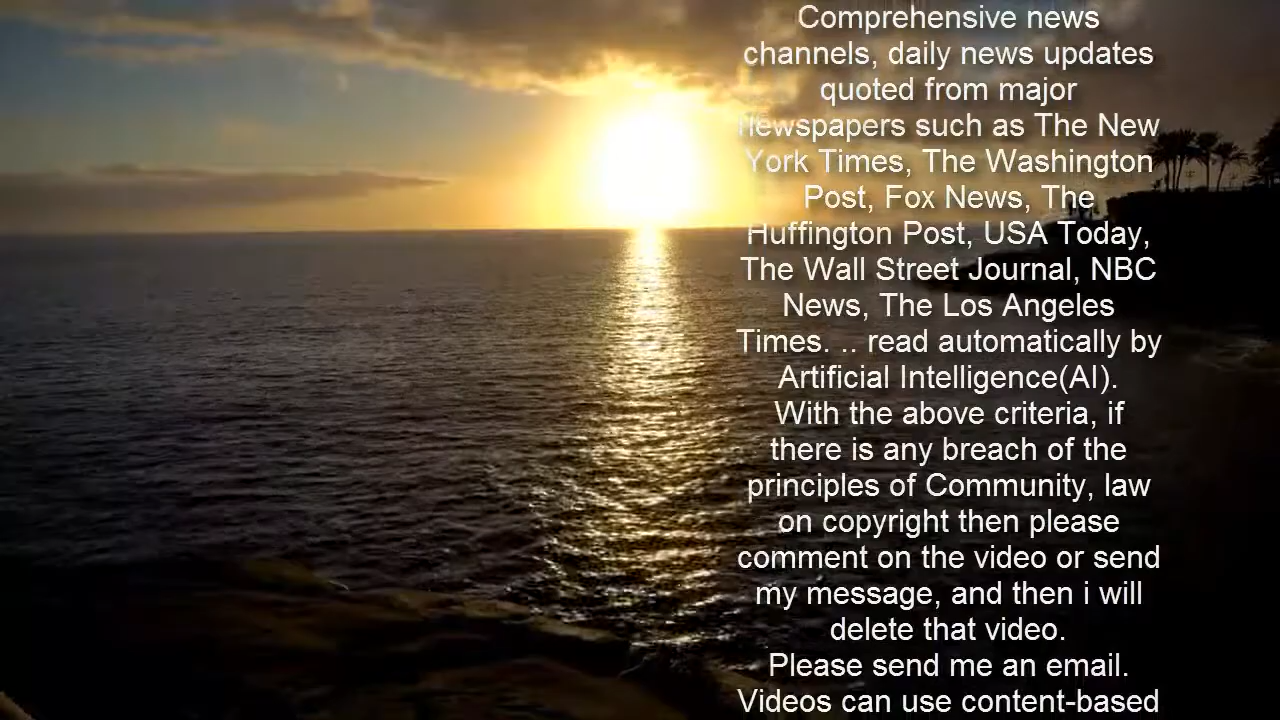 Comprehensive news
channels, daily news updates
quoted from major
newspapers such as The New
York Times, The Washington
Post, Fox News, The
Huffington Post, USA Today,
The Wall Street Journal, NBC
News, The Los Angeles
Times. .. read automatically by
Artificial Intelligence(AI).
With the above criteria, if
there is any breach of the
principles of Community, law
on copyright then please
comment on the video or send
my message, and then i will
delete that video.
Please send me an email.
Videos can use content-based